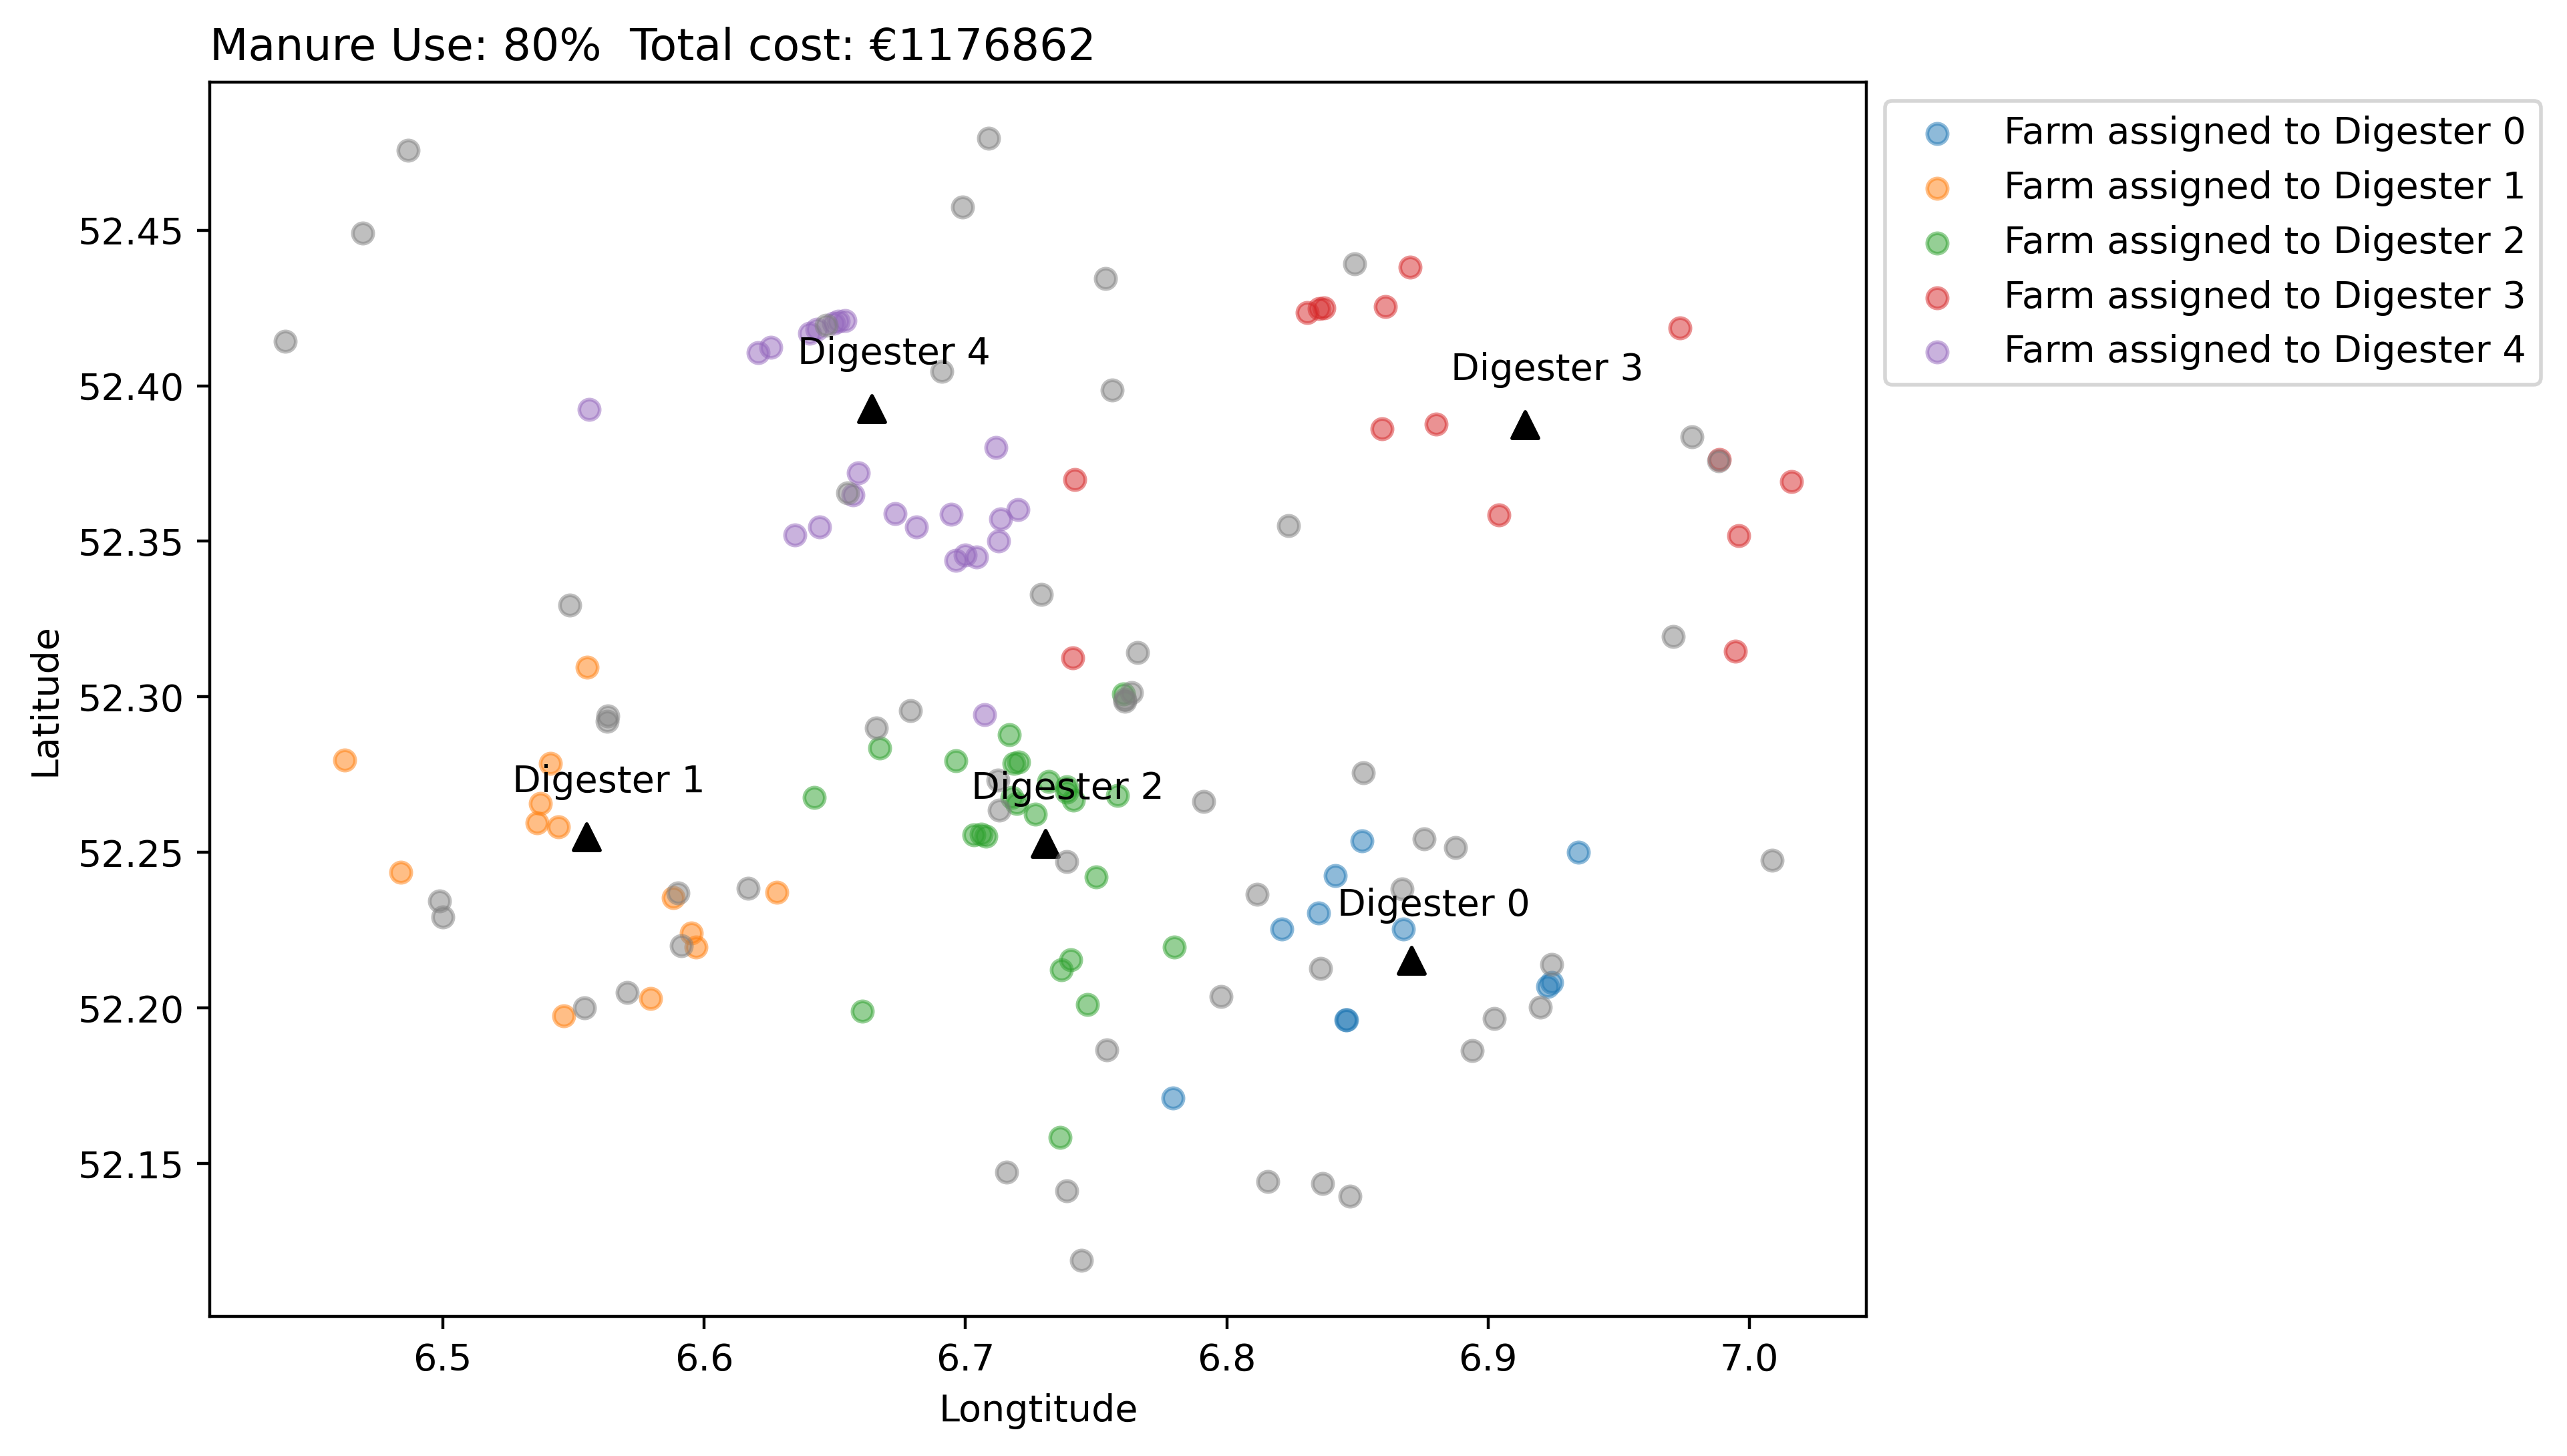 Manure Use: 80%  Total cost: €1176862
Farm assigned to Digester 0
Farm assigned to Digester 1
Farm assigned to Digester 2
Farm assigned to Digester 3
Farm assigned to Digester 4
Digester 4
Digester 3
Digester 1
Digester 2
Digester 0
Latitude
52.45
52.40
52.35
52.30
52.25
52.20
52.15
6.5
6.6
6.7
6.8
6.9
7.0
Longtitude